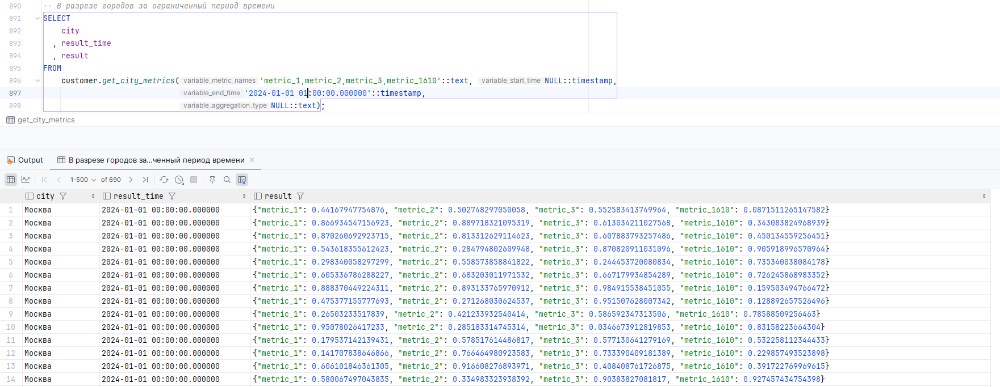 890 -- В разрезе городов за ограниченный период времени
891 SELECT
892 city
893 , result_time
894 , result
895 FROM
896 customer.get_city_metrics( variable_metric_names 'metric_1,metric_2,metric_3,metric_1610'::text, variable_start_time NULL::timestamp,
897 variable_end_time '2024-01-01 01:00:00.000000'::timestamp,
898 variable_aggregation_type NULL::text);
get_city_metrics
Output В разрезе городов за...ченный период времени ×
1-500 of 690
city result_time result
1 Москва 2024-01-01 00:00:00.000000 {"metric_1": 0.44167947754876, "metric_2": 0.502748297050058, "metric_3": 0.552583413749964, "metric_1610": 0.0871511265147582}
2 Москва 2024-01-01 00:00:00.000000 {"metric_1": 0.866934547156923, "metric_2": 0.889718321095319, "metric_3": 0.613034211027568, "metric_1610": 0.343083824968939}
3 Москва 2024-01-01 00:00:00.000000 {"metric_1": 0.870260692923715, "metric_2": 0.813312629114623, "metric_3": 0.607883793257486, "metric_1610": 0.450134559256451}
4 Москва 2024-01-01 00:00:00.000000 {"metric_1": 0.543618355612423, "metric_2": 0.284794802609948, "metric_3": 0.870820911031096, "metric_1610": 0.905918996570964}
5 Москва 2024-01-01 00:00:00.000000 {"metric_1": 0.298340058297299, "metric_2": 0.558573858841822, "metric_3": 0.244453720080834, "metric_1610": 0.735340038084178}
6 Москва 2024-01-01 00:00:00.000000 {"metric_1": 0.605336786288227, "metric_2": 0.683203011971532, "metric_3": 0.667179934854289, "metric_1610": 0.726245868983352}
7 Москва 2024-01-01 00:00:00.000000 {"metric_1": 0.888370449224311, "metric_2": 0.893133765970912, "metric_3": 0.984915538451055, "metric_1610": 0.159503494766472}
8 Москва 2024-01-01 00:00:00.000000 {"metric_1": 0.475377155777693, "metric_2": 0.271268030624537, "metric_3": 0.951507628007342, "metric_1610": 0.128892657526496}
9 Москва 2024-01-01 00:00:00.000000 {"metric_1": 0.26503233517839, "metric_2": 0.421233932540414, "metric_3": 0.586592347313506, "metric_1610": 0.78588509256463}
10 Москва 2024-01-01 00:00:00.000000 {"metric_1": 0.95078026417233, "metric_2": 0.285183314745314, "metric_3": 0.0346673912819853, "metric_1610": 0.83158223664304}
11 Москва 2024-01-01 00:00:00.000000 {"metric_1": 0.179537142139431, "metric_2": 0.578517614486817, "metric_3": 0.577130641279169, "metric_1610": 0.532258112344433}
12 Москва 2024-01-01 00:00:00.000000 {"metric_1": 0.141707838646866, "metric_2": 0.766464980923583, "metric_3": 0.733390409181389, "metric_1610": 0.229857493523898}
13 Москва 2024-01-01 00:00:00.000000 {"metric_1": 0.606101846361305, "metric_2": 0.916608276893971, "metric_3": 0.408408761726875, "metric_1610": 0.391722769969615}
14 Москва 2024-01-01 00:00:00.000000 {"metric_1": 0.580067497043835, "metric_2": 0.334983323938392, "metric_3": 0.90383827081817, "metric_1610": 0.927457434754398}